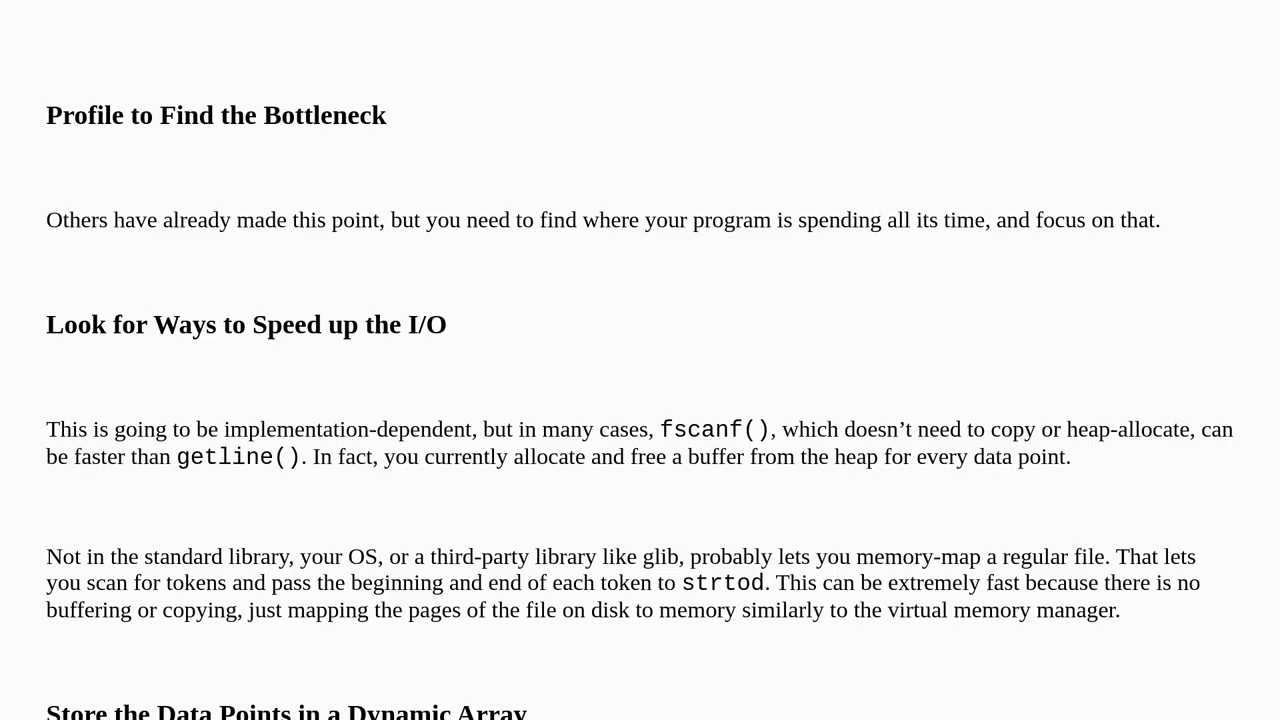 Profile to Find the Bottleneck
Others have already made this point, but you need to find where your program is spending all its time, and focus on that.
Look for Ways to Speed up the I/O
This is going to be implementation-dependent, but in many cases, fscanf(), which doesn’t need to copy or heap-allocate, can
be faster than getline(). In fact, you currently allocate and free a buffer from the heap for every data point.
Not in the standard library, your OS, or a third-party library like glib, probably lets you memory-map a regular file. That lets
you scan for tokens and pass the beginning and end of each token to strtod. This can be extremely fast because there is no
buffering or copying, just mapping the pages of the file on disk to memory similarly to the virtual memory manager.
Store the Data Points in a Dynamic Array